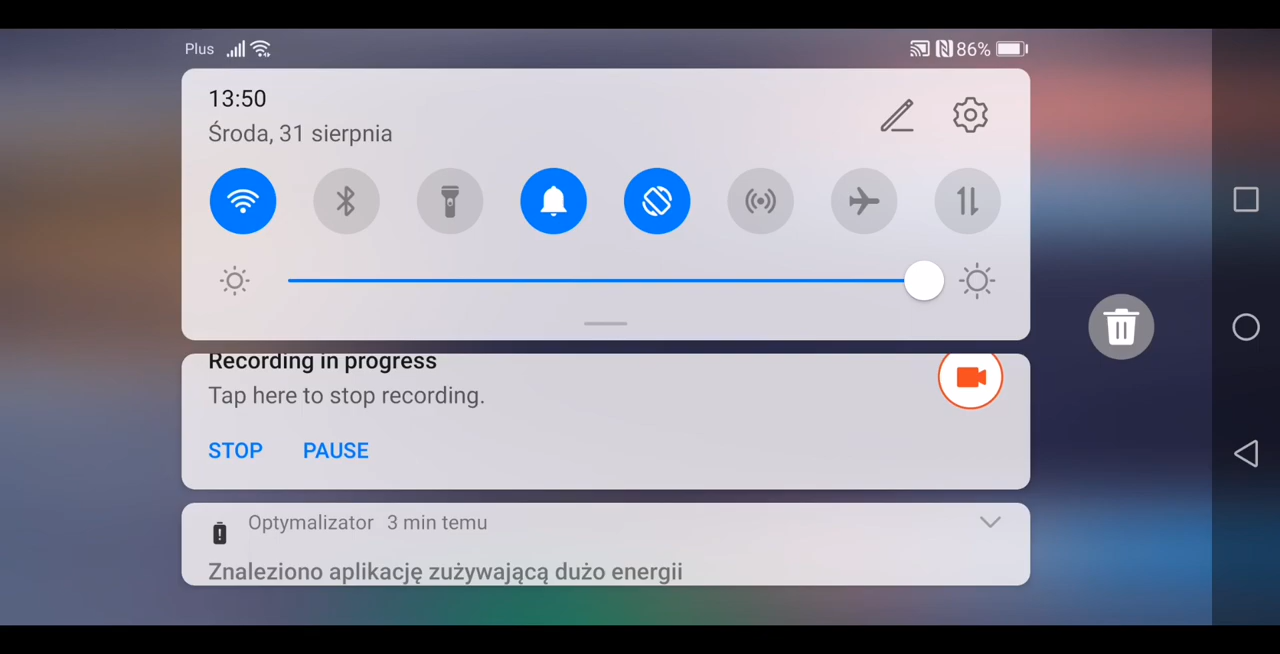 Plus 86%
13:50
Środa, 31 sierpnia
Recording in progress
Tap here to stop recording.
STOP PAUSE
Optymalizator 3 min temu
Znaleziono aplikację zużywającą dużo energii